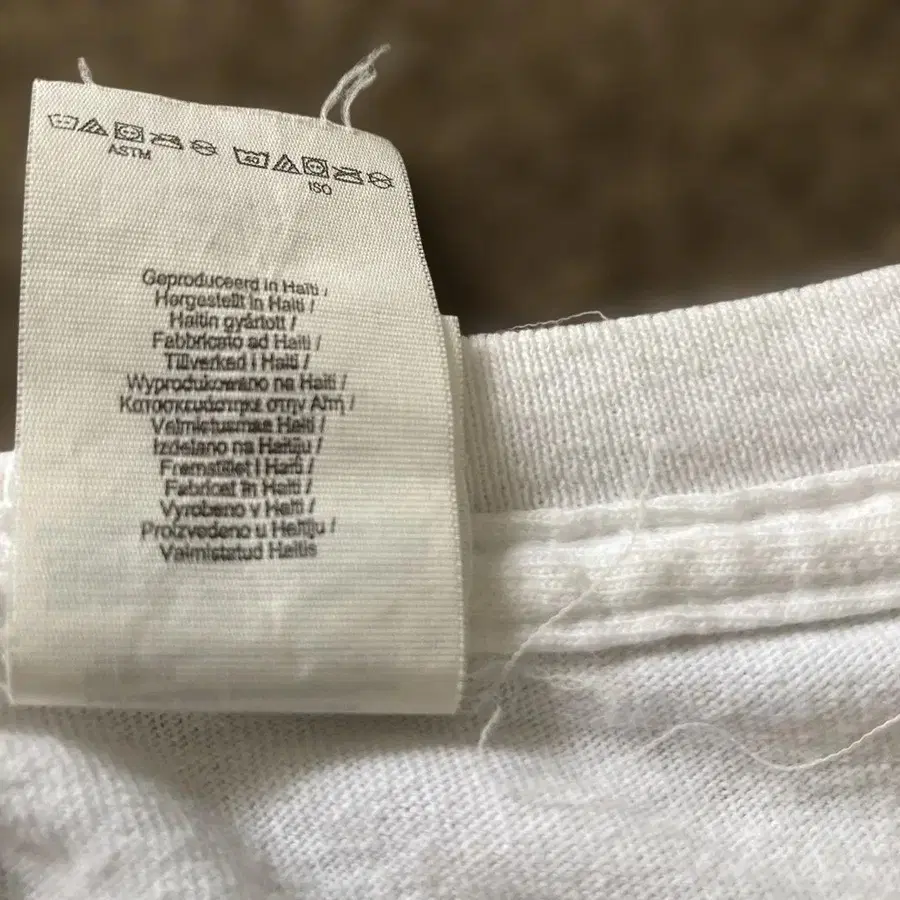 ASTM
40
ISO
Geproduceerd in Haïti /
Hergestellt in Haiti /
Haitin gyártott /
Fabbricato ad Haiti /
Tillverkad i Haiti /
Wyprodukowano na Haiti /
Κατασκευάστηκε στην Αϊτή /
Valmistusmaa Haiti /
Izdelano na Haitiju /
Fremstillet i Haiti /
Fabricat în Haiti /
Vyrobeno v Haiti /
Proizvedeno u Haitiju /
Valmistatud Haitis